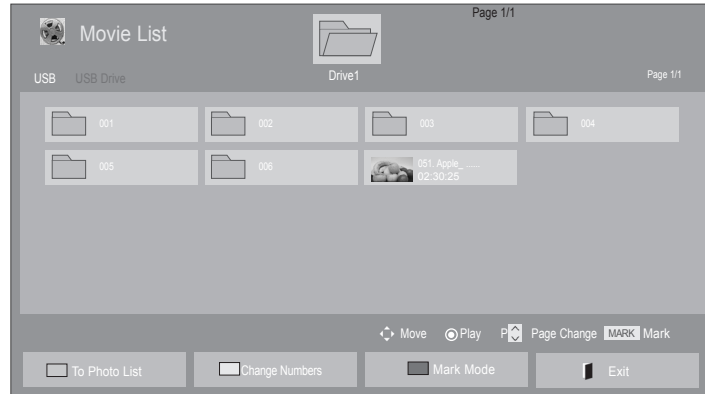 Page 1/1
Movie List
Drive1
USB USB Drive
Page 1/1
001 002 003 004
005 006 051. Apple_ ......
02:30:25
Move Play P Page Change MARK Mark
To Photo List Change Numbers Mark Mode Exit